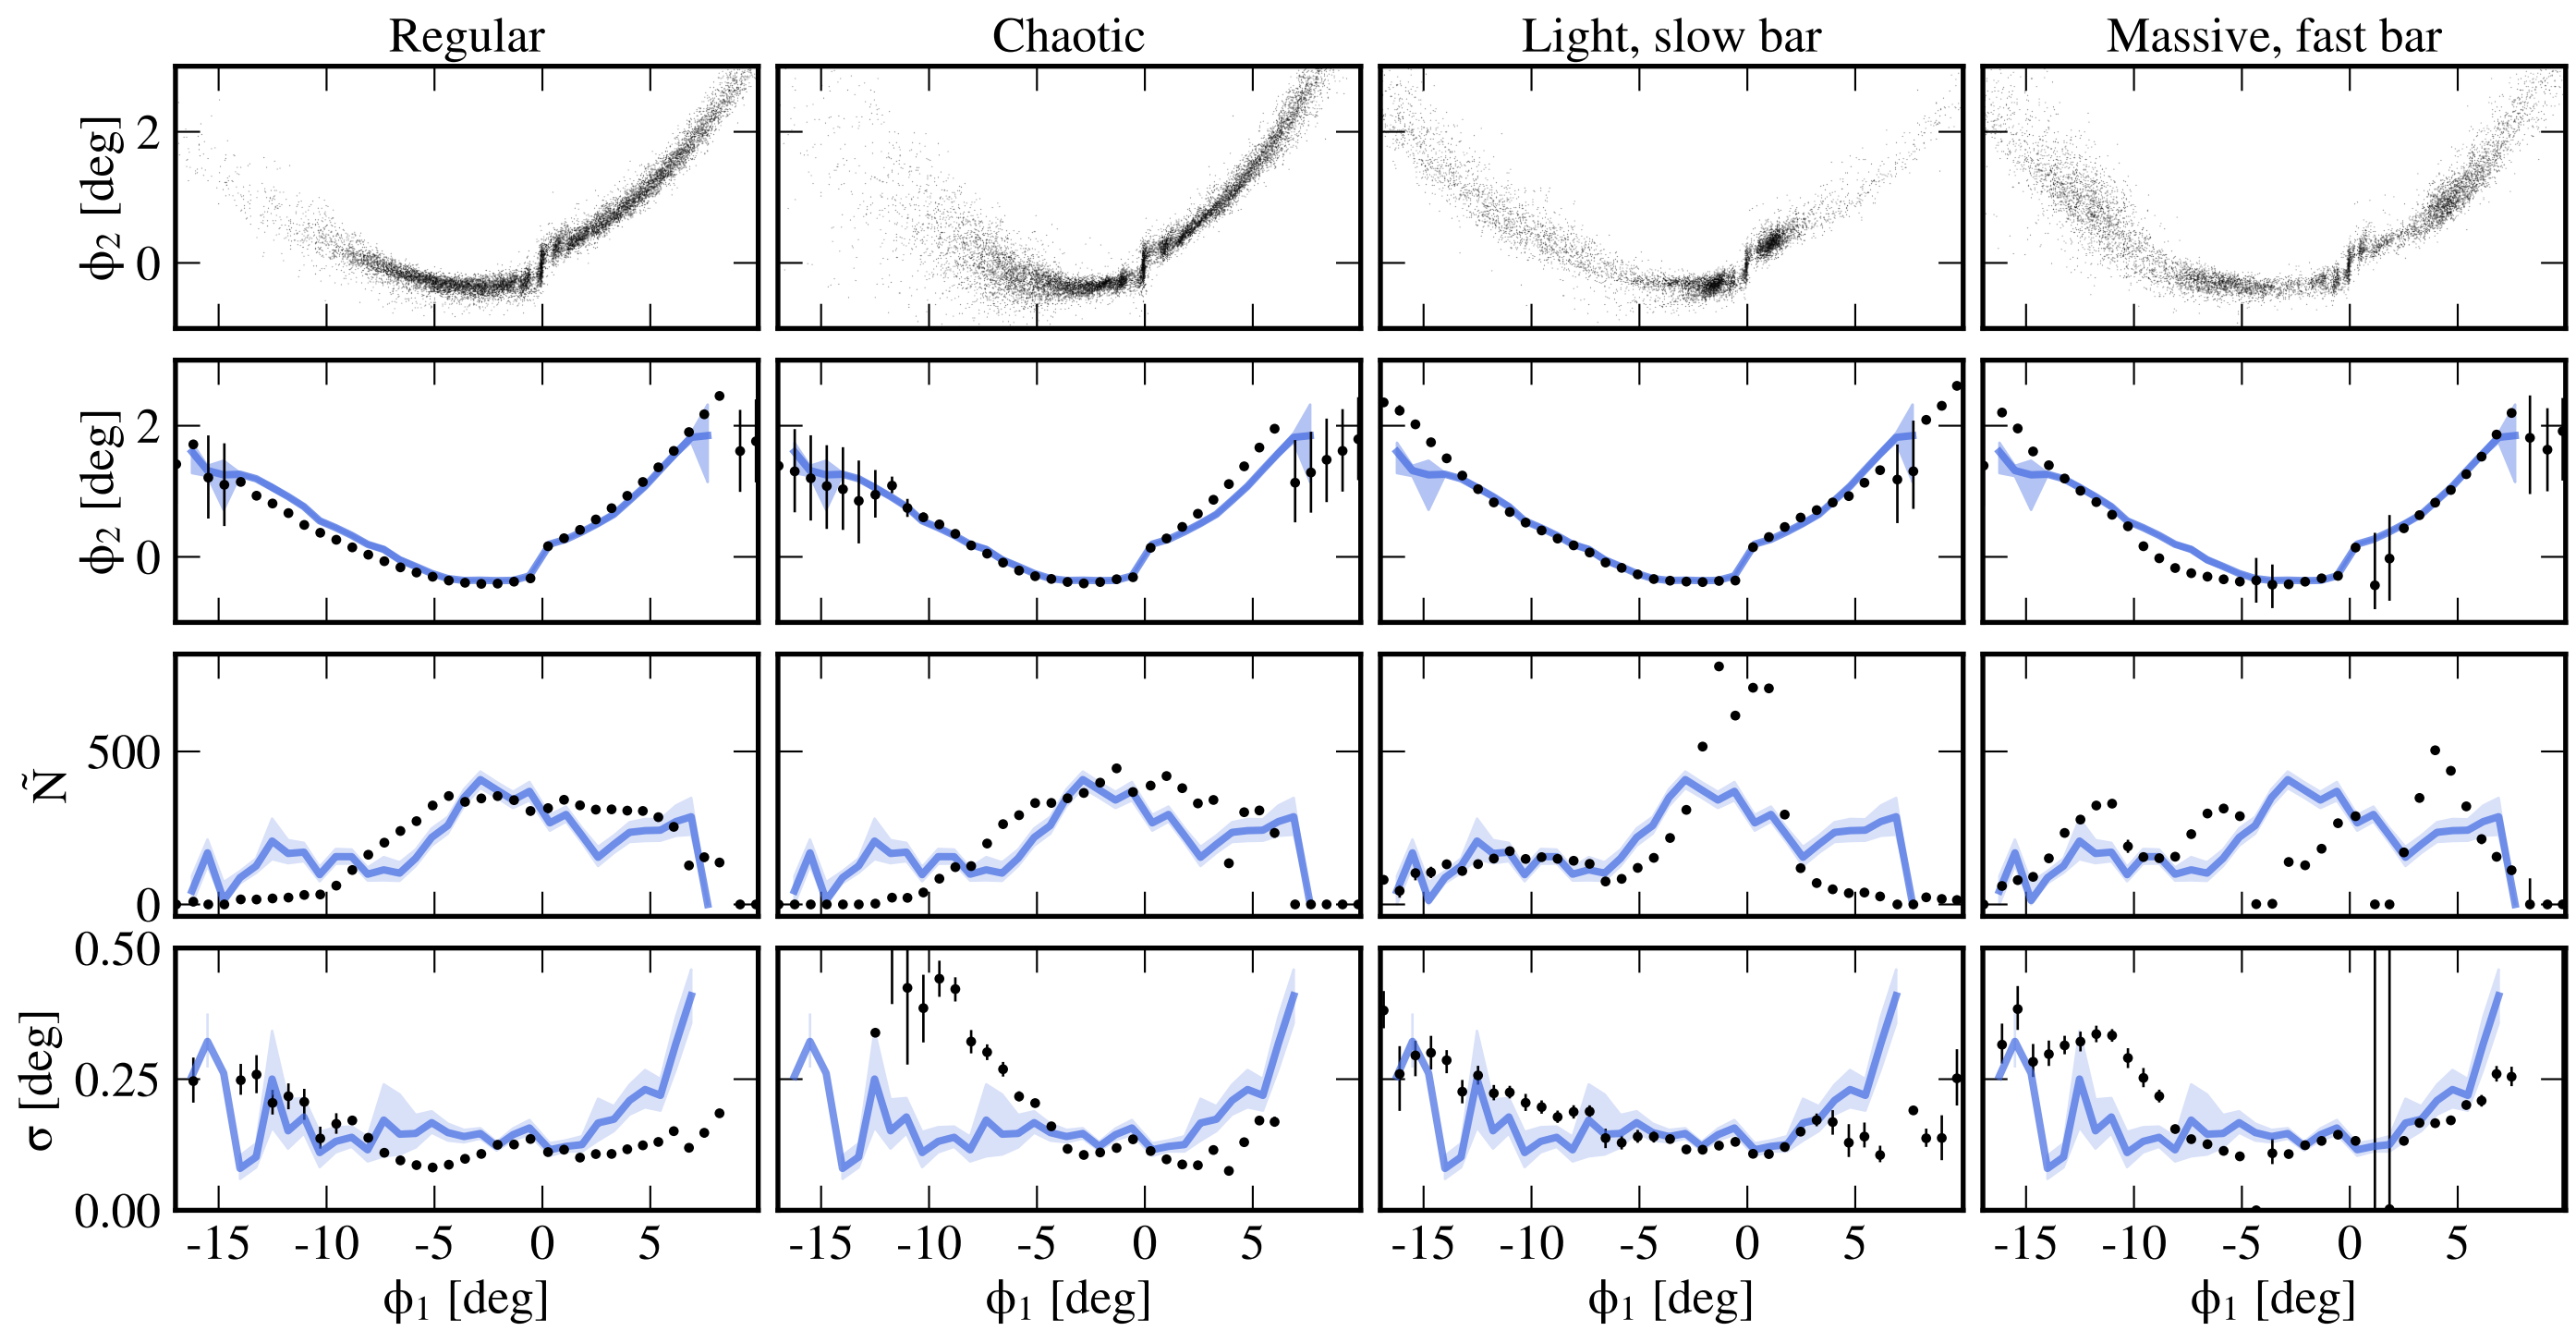 Regular Chaotic Light, slow bar Massive, fast bar
ϕ₂ [deg]
2
0
ϕ₂ [deg]
2
0
Ñ
500
0
σ [deg]
0.50
0.25
0.00
-15 -10 -5 0 5 -15 -10 -5 0 5 -15 -10 -5 0 5 -15 -10 -5 0 5
ϕ₁ [deg] ϕ₁ [deg] ϕ₁ [deg] ϕ₁ [deg]